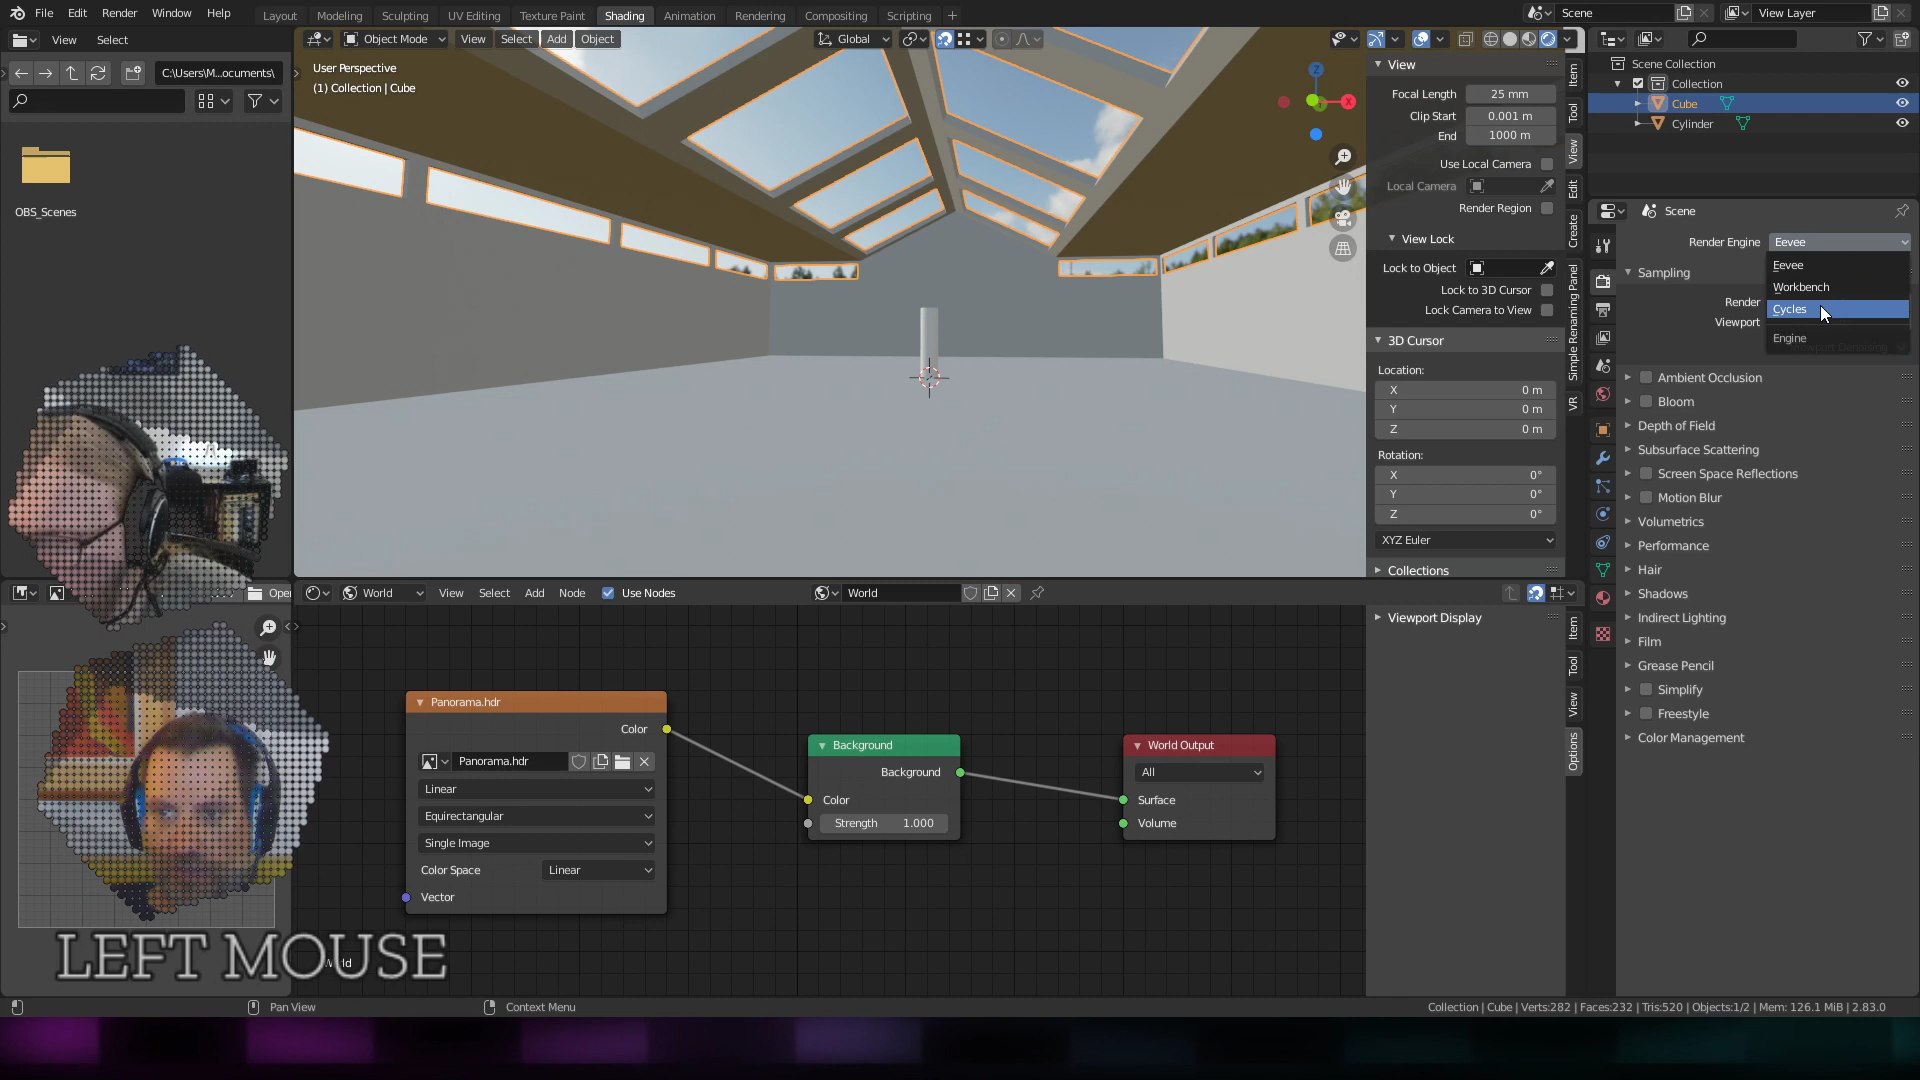 File Edit Render Window Help Layout Modeling Sculpting UV Editing Texture Paint Shading Animation Rendering Compositing Scripting + Scene View Layer
View Select Object Mode View Select Add Object Global
C:\Users\M...ocuments\
OBS_Scenes
User Perspective
(1) Collection | Cube
Z
X
View
Focal Length 25 mm
Clip Start 0.001 m
End 1000 m
Use Local Camera
Local Camera
Render Region
View Lock
Lock to Object
Lock to 3D Cursor
Lock Camera to View
3D Cursor
Location:
X 0 m
Y 0 m
Z 0 m
Rotation:
X 0°
Y 0°
Z 0°
XYZ Euler
Collections
Item
Tool
View
Edit
Create
Simple Renaming Panel
VR
Scene Collection
Collection
Cube
Cylinder
Scene
Render Engine Eevee
Eevee
Workbench
Cycles
Engine
Sampling
Render
Viewport
Viewport Denoising
Ambient Occlusion
Bloom
Depth of Field
Subsurface Scattering
Screen Space Reflections
Motion Blur
Volumetrics
Performance
Hair
Shadows
Indirect Lighting
Film
Grease Pencil
Simplify
Freestyle
Color Management
Open
World View Select Add Node Use Nodes World
Viewport Display
Item
Tool
View
Options
Panorama.hdr
Color
Panorama.hdr
Linear
Equirectangular
Single Image
Color Space Linear
Vector
Background
Background
Color
Strength 1.000
World Output
All
Surface
Volume
LEFT MOUSE
World
Pan View Context Menu Collection | Cube | Verts:282 | Faces:232 | Tris:520 | Objects:1/2 | Mem: 126.1 MiB | 2.83.0